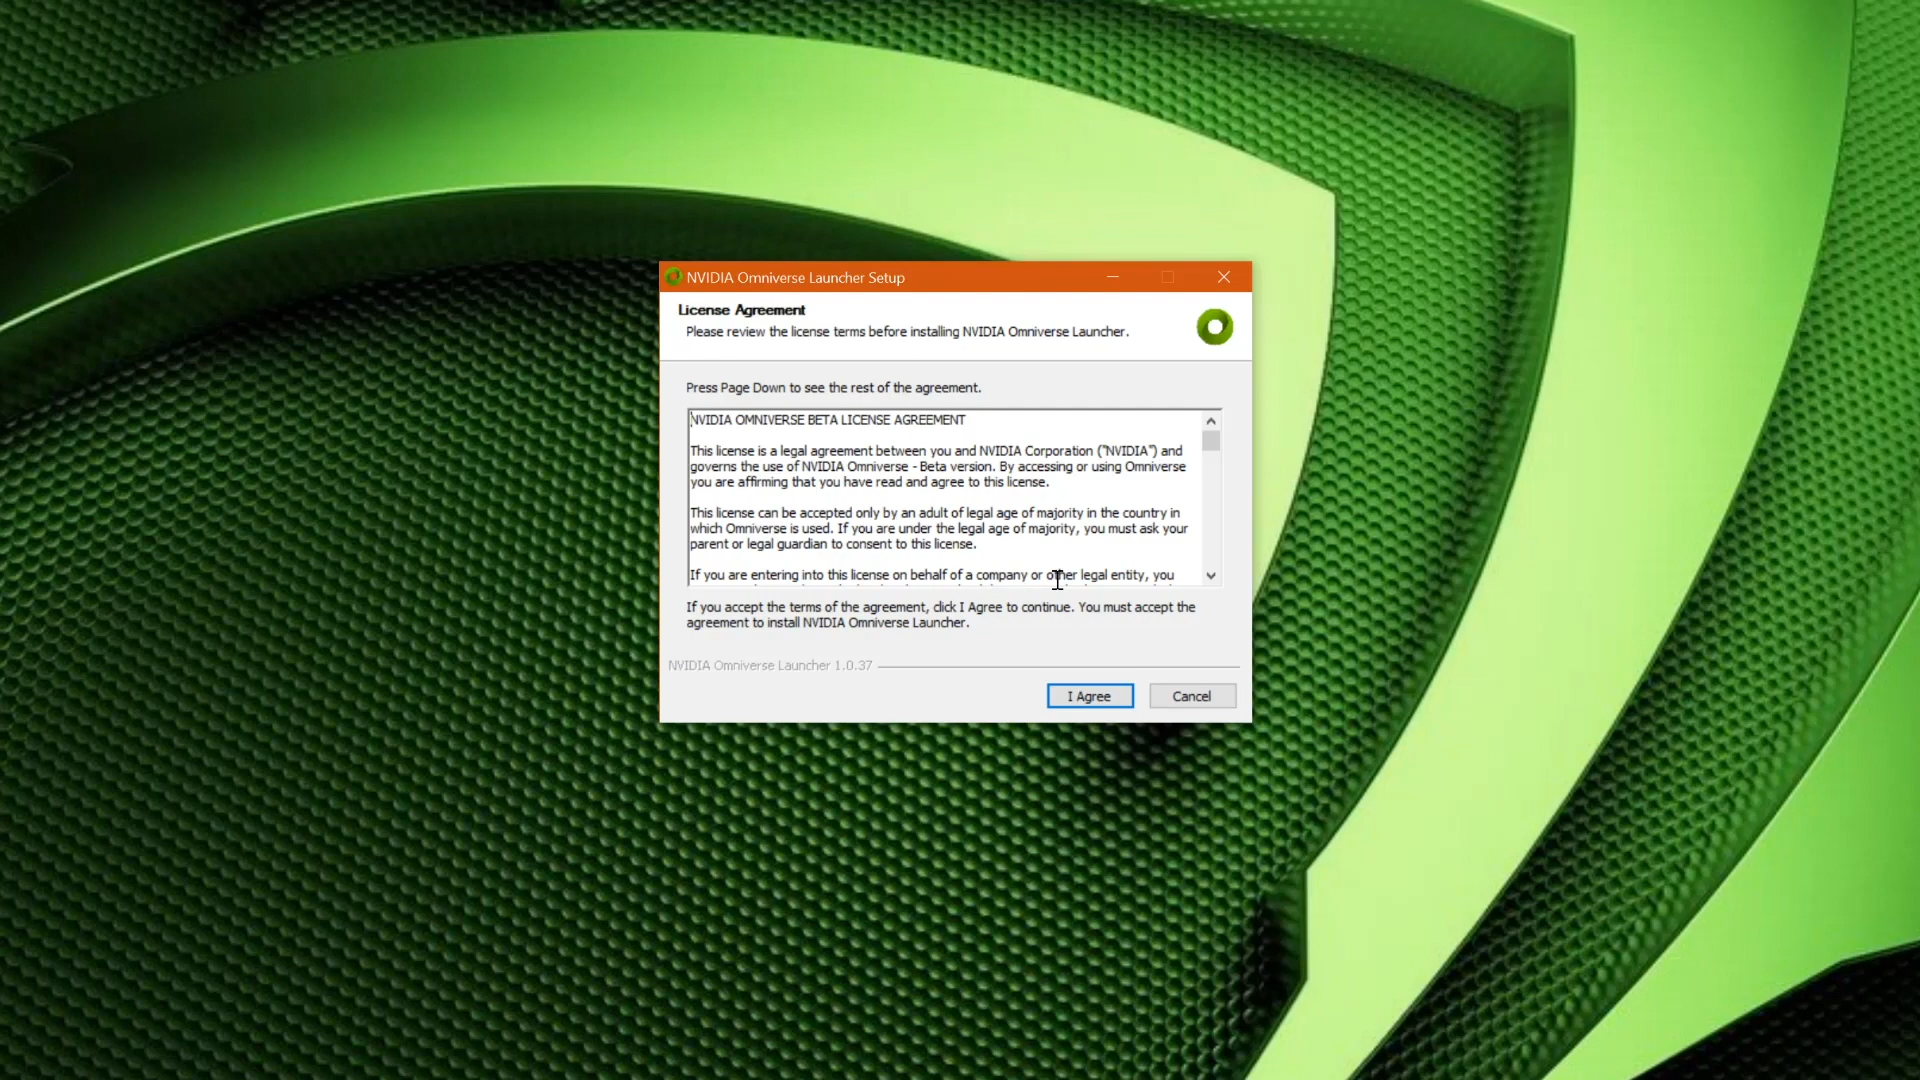 NVIDIA Omniverse Launcher Setup
License Agreement
Please review the license terms before installing NVIDIA Omniverse Launcher.
Press Page Down to see the rest of the agreement.
NVIDIA OMNIVERSE BETA LICENSE AGREEMENT
This license is a legal agreement between you and NVIDIA Corporation ("NVIDIA") and
governs the use of NVIDIA Omniverse - Beta version. By accessing or using Omniverse
you are affirming that you have read and agree to this license.
This license can be accepted only by an adult of legal age of majority in the country in
which Omniverse is used. If you are under the legal age of majority, you must ask your
parent or legal guardian to consent to this license.
If you are entering into this license on behalf of a company or other legal entity, you
If you accept the terms of the agreement, click I Agree to continue. You must accept the
agreement to install NVIDIA Omniverse Launcher.
NVIDIA Omniverse Launcher 1.0.37
I Agree Cancel